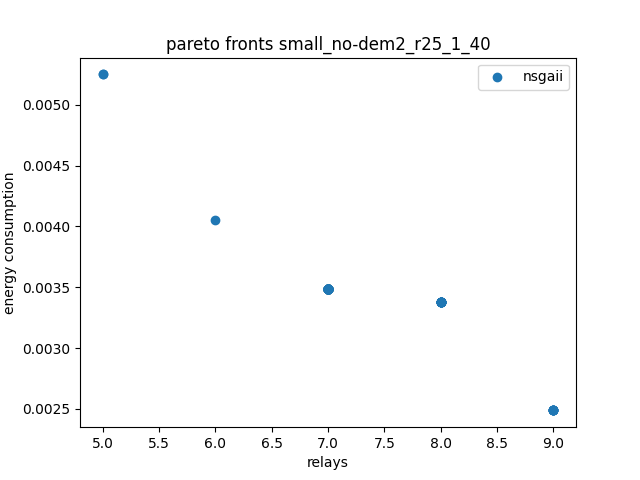 pareto fronts small_no-dem2_r25_1_40
nsgaii
energy consumption
0.0050
0.0045
0.0040
0.0035
0.0030
0.0025
5.0 5.5 6.0 6.5 7.0 7.5 8.0 8.5 9.0
relays